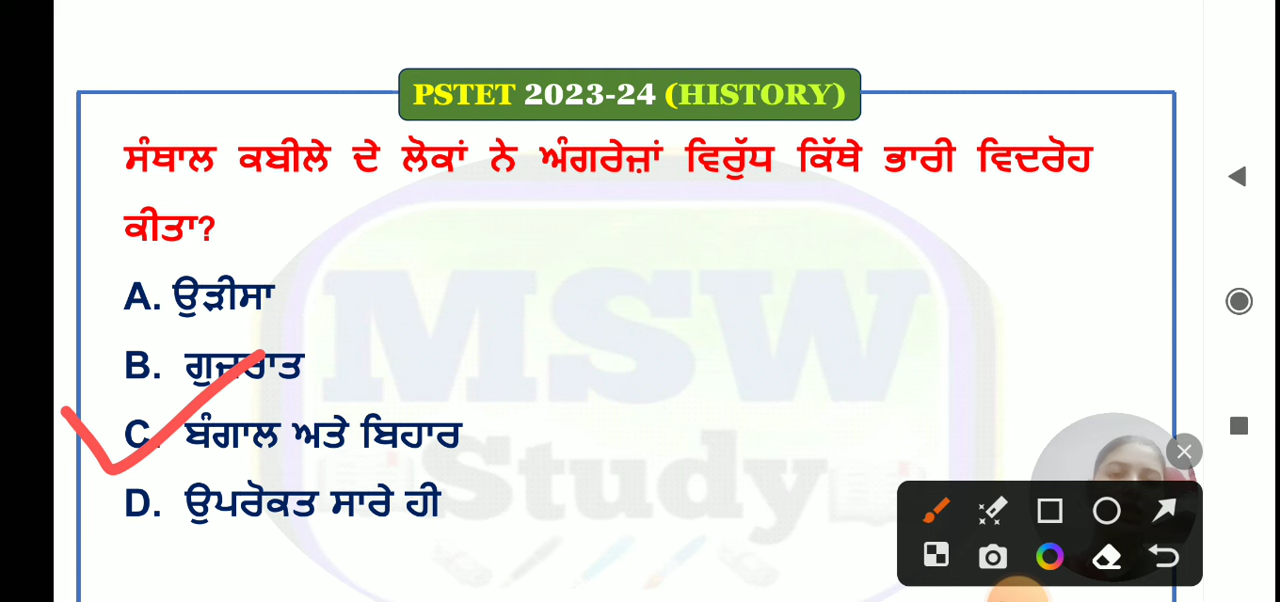 PSTET 2023-24 (HISTORY)
ਸੰਥਾਲ ਕਬੀਲੇ ਦੇ ਲੋਕਾਂ ਨੇ ਅੰਗਰੇਜ਼ਾਂ ਵਿਰੁੱਧ ਕਿੱਥੇ ਭਾਰੀ ਵਿਦਰੋਹ
ਕੀਤਾ?
A. ਉੜੀਸਾ
B. ਗੁਜਰਾਤ
C. ਬੰਗਾਲ ਅਤੇ ਬਿਹਾਰ
D. ਉਪਰੋਕਤ ਸਾਰੇ ਹੀ
MSW
Study